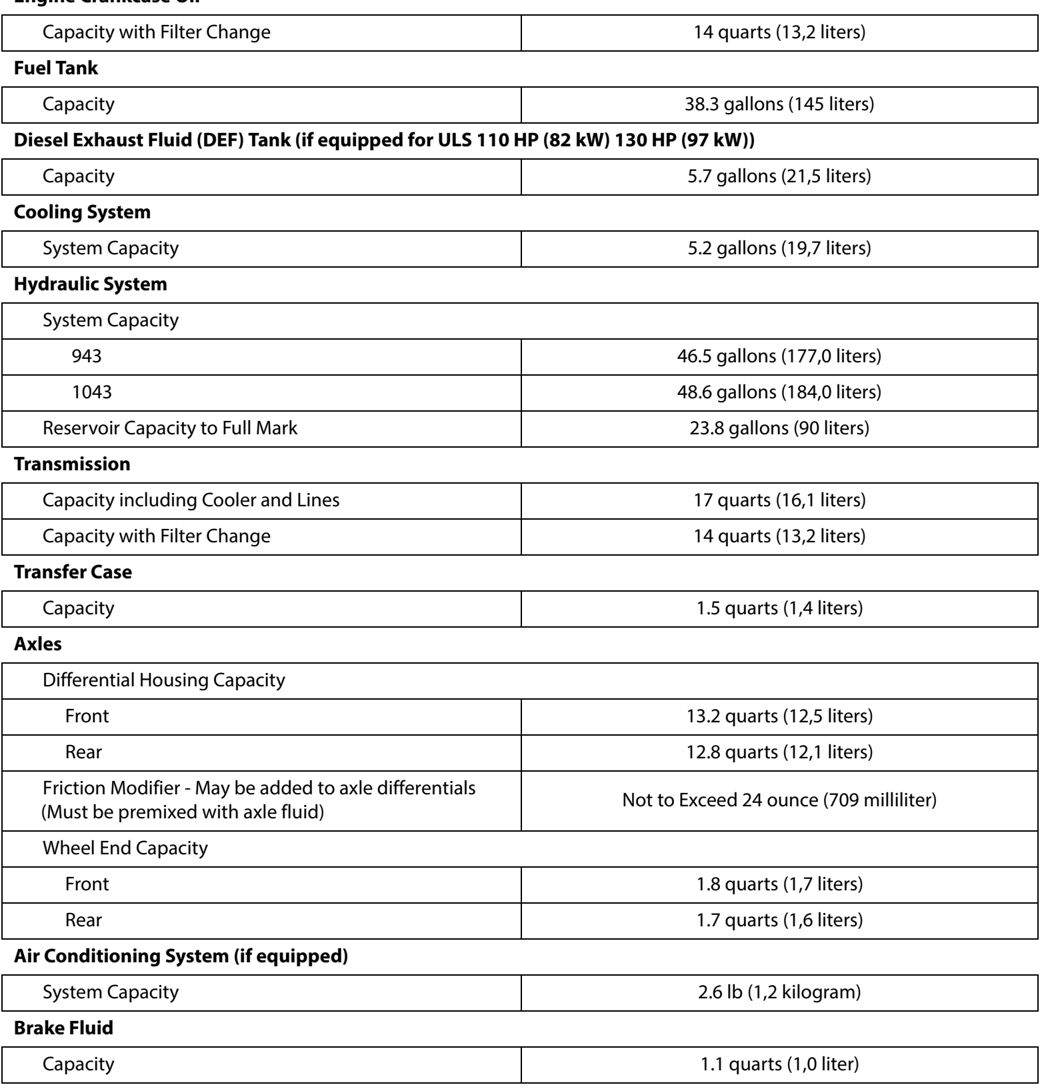 Engine Crankcase Oil
Capacity with Filter Change 14 quarts (13,2 liters)
Fuel Tank
Capacity 38.3 gallons (145 liters)
Diesel Exhaust Fluid (DEF) Tank (if equipped for ULS 110 HP (82 kW) 130 HP (97 kW))
Capacity 5.7 gallons (21,5 liters)
Cooling System
System Capacity 5.2 gallons (19,7 liters)
Hydraulic System
System Capacity
943 46.5 gallons (177,0 liters)
1043 48.6 gallons (184,0 liters)
Reservoir Capacity to Full Mark 23.8 gallons (90 liters)
Transmission
Capacity including Cooler and Lines 17 quarts (16,1 liters)
Capacity with Filter Change 14 quarts (13,2 liters)
Transfer Case
Capacity 1.5 quarts (1,4 liters)
Axles
Differential Housing Capacity
Front 13.2 quarts (12,5 liters)
Rear 12.8 quarts (12,1 liters)
Friction Modifier - May be added to axle differentials
(Must be premixed with axle fluid) Not to Exceed 24 ounce (709 milliliter)
Wheel End Capacity
Front 1.8 quarts (1,7 liters)
Rear 1.7 quarts (1,6 liters)
Air Conditioning System (if equipped)
System Capacity 2.6 lb (1,2 kilogram)
Brake Fluid
Capacity 1.1 quarts (1,0 liter)